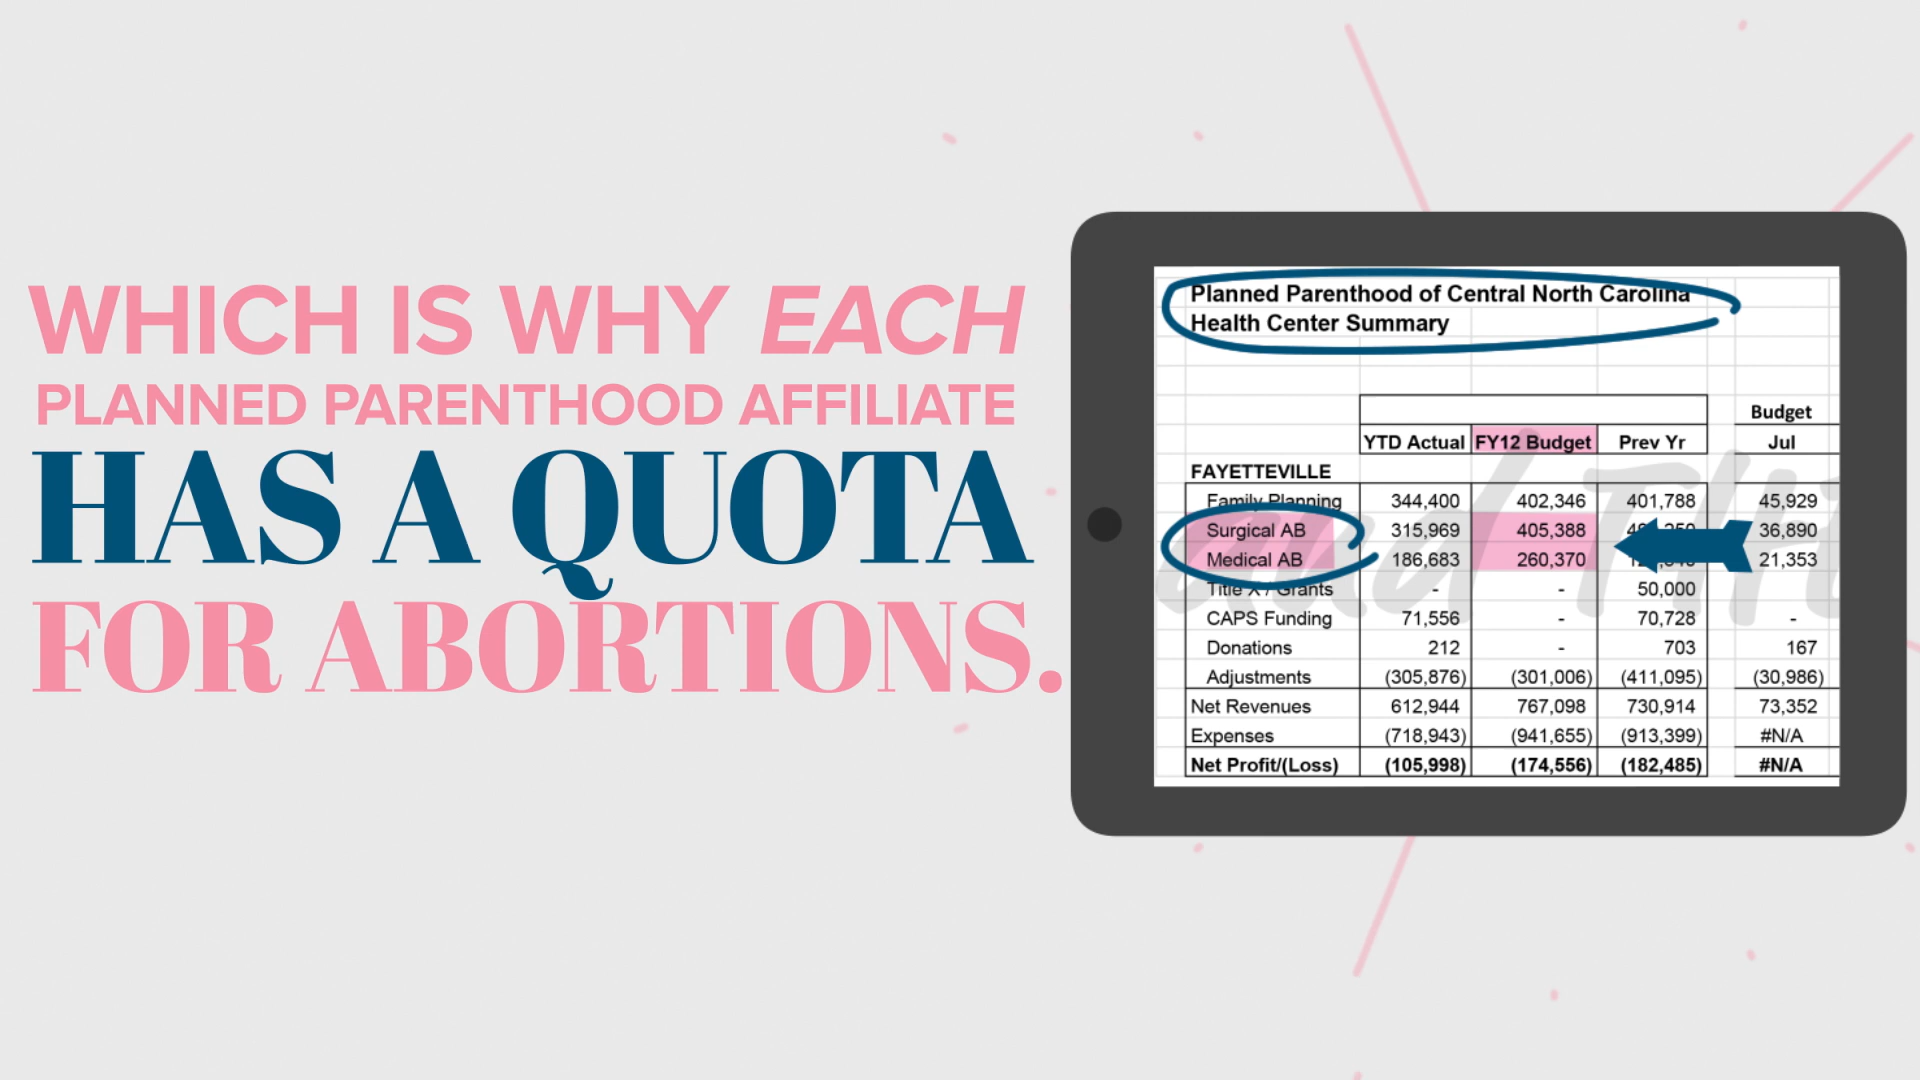 WHICH IS WHY EACH
PLANNED PARENTHOOD AFFILIATE
HAS A QUOTA
FOR ABORTIONS.
Planned Parenthood of Central North Carolina
Health Center Summary
Budget
YTD Actual FY12 Budget Prev Yr Jul
FAYETTEVILLE
Family Planning 344,400 402,346 401,788 45,929
Surgical AB 315,969 405,388 36,890
Medical AB 186,683 260,370 21,353
Title X / Grants - - 50,000
CAPS Funding 71,556 - 70,728 -
Donations 212 - 703 167
Adjustments (305,876) (301,006) (411,095) (30,986)
Net Revenues 612,944 767,098 730,914 73,352
Expenses (718,943) (941,655) (913,399) #N/A
Net Profit/(Loss) (105,998) (174,556) (182,485) #N/A